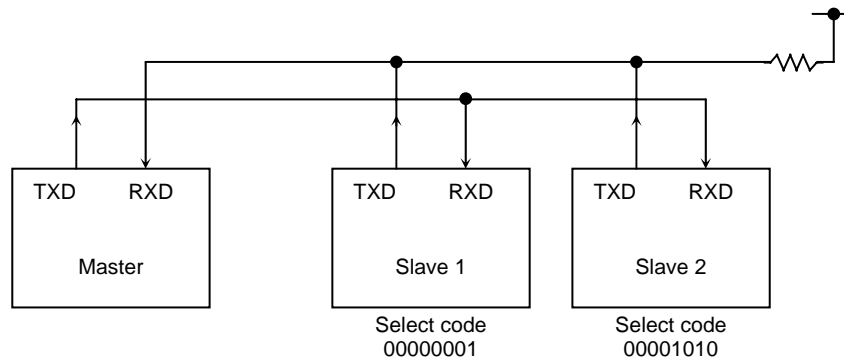 TXD RXD TXD RXD TXD RXD
Master Slave 1 Slave 2
Select code Select code
00000001 00001010